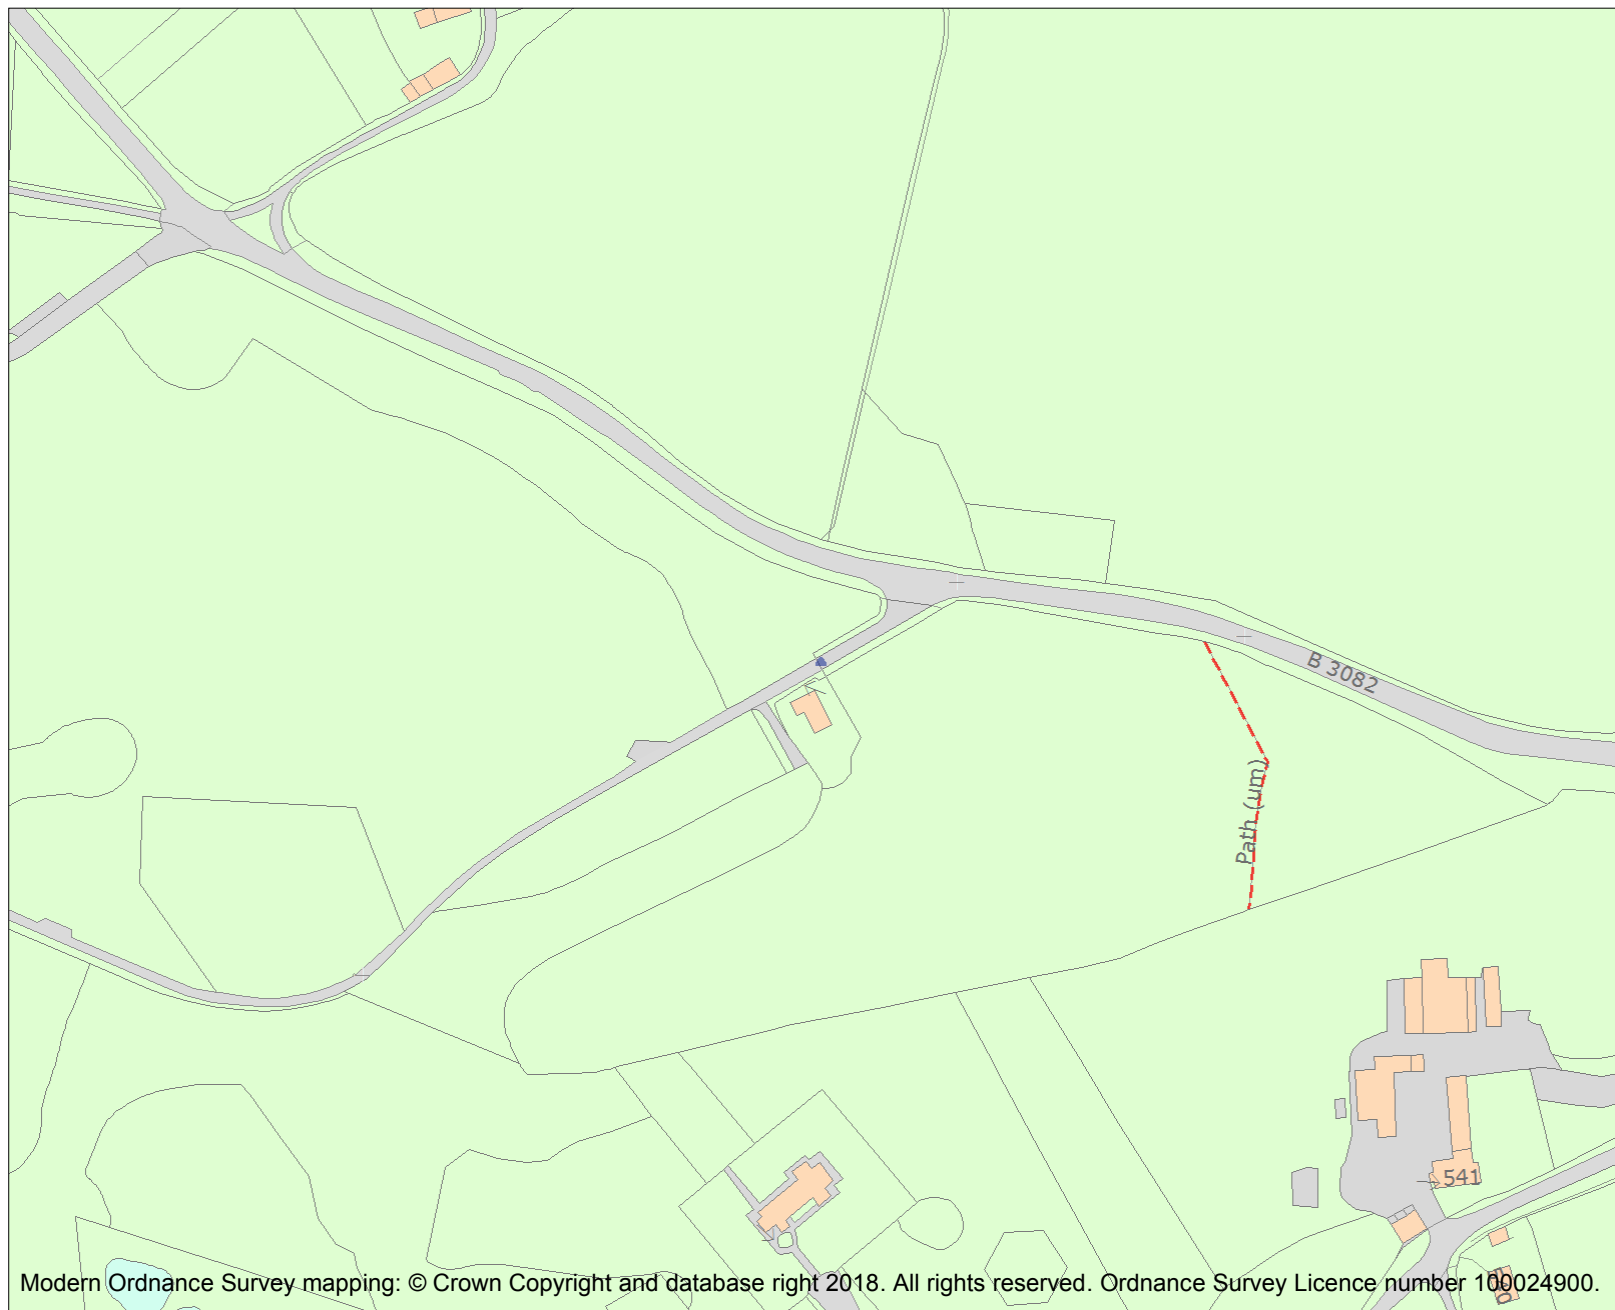 B 3082
Path (um)
541
Modern Ordnance Survey mapping: © Crown Copyright and database right 2018. All rights reserved. Ordnance Survey Licence number 100024900.